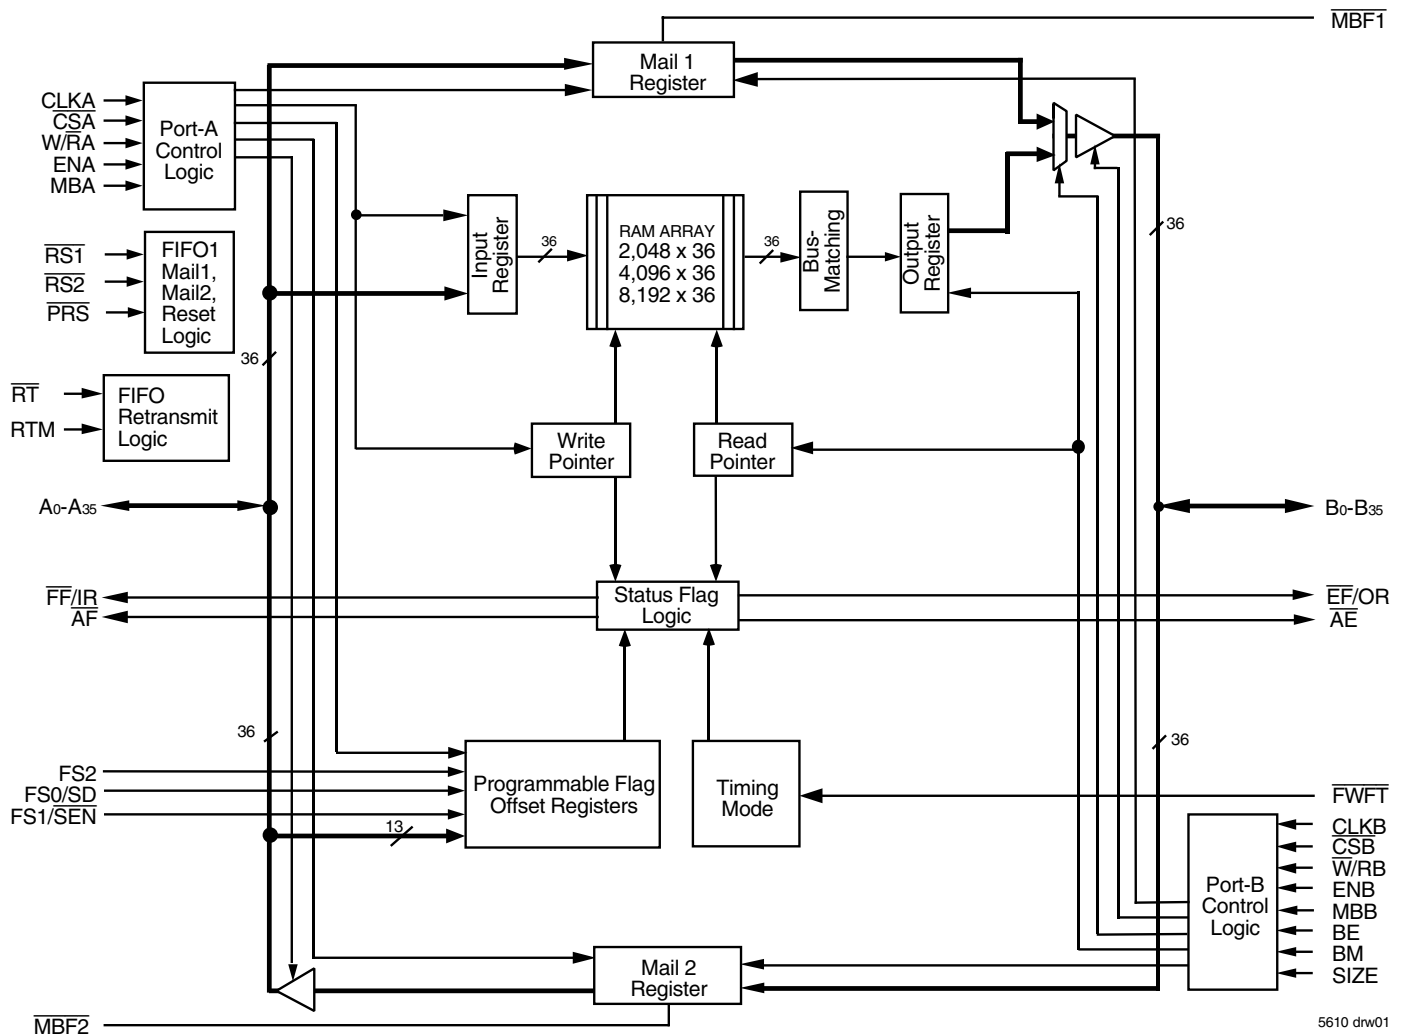 MBF1
Mail 1
Register
CLKA
CSA
W/RA
ENA
MBA
Port-A
Control
Logic
RS1
RS2
PRS
FIFO1
Mail1,
Mail2,
Reset
Logic
36
RT
RTM
FIFO
Retransmit
Logic
Input
Register
36
RAM ARRAY
2,048 x 36
4,096 x 36
8,192 x 36
36
Bus-
Matching
Output
Register
36
Write
Pointer
Read
Pointer
A0-A35
B0-B35
FF/IR
AF
Status Flag
Logic
EF/OR
AE
36
36
FS2
FS0/SD
FS1/SEN
13
Programmable Flag
Offset Registers
Timing
Mode
FWFT
Port-B
Control
Logic
CLKB
CSB
W/RB
ENB
MBB
BE
BM
SIZE
Mail 2
Register
MBF2
5610 drw01